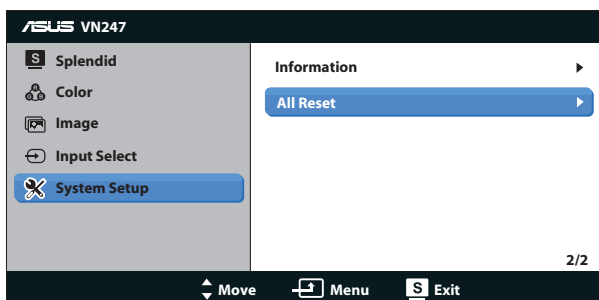 ASUS VN247
S Splendid
Color
Image
Input Select
System Setup
Information
All Reset
2/2
Move Menu S Exit